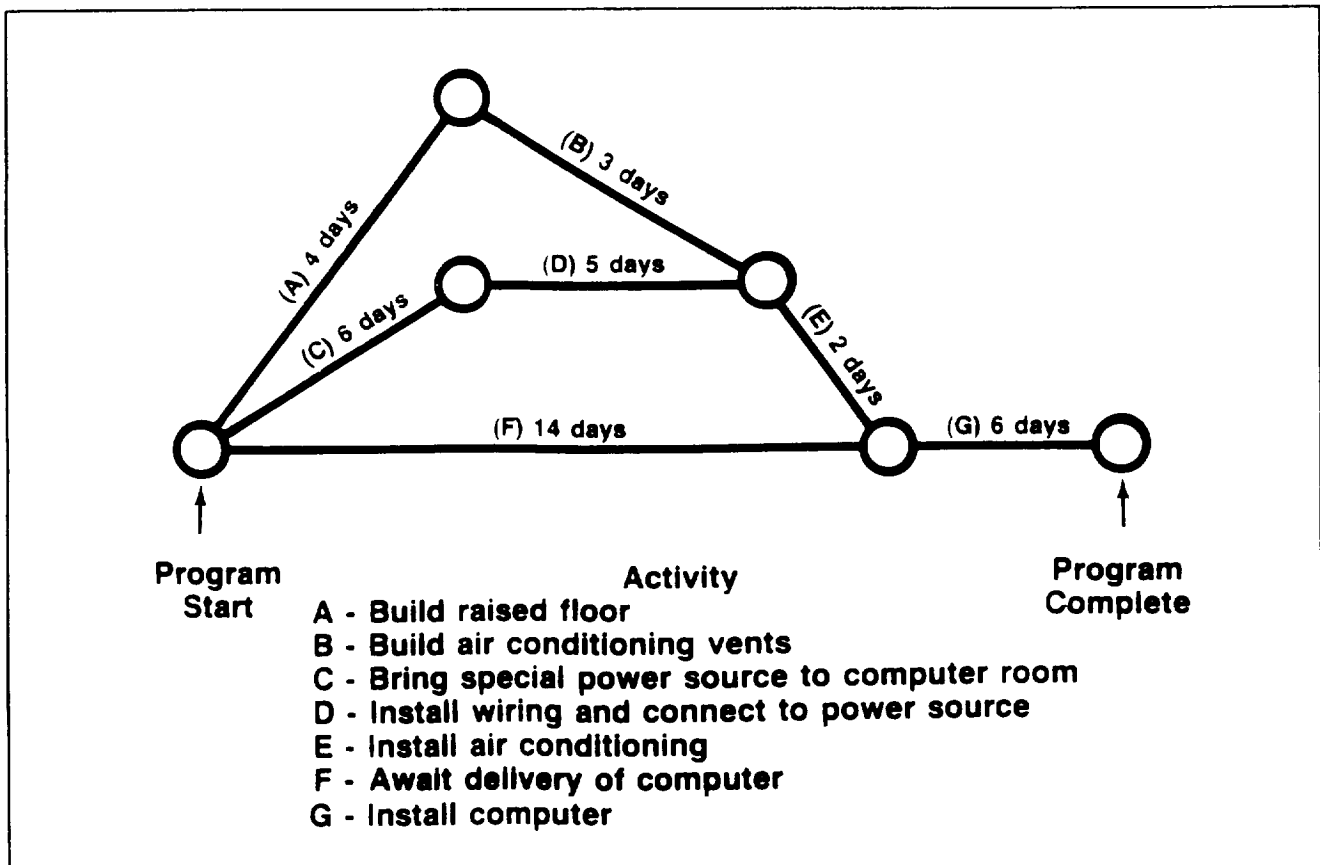 (A) 4 days
(B) 3 days
(C) 6 days
(D) 5 days
(E) 2 days
(F) 14 days
(G) 6 days
Program
Start
Program
Complete
Activity
A - Build raised floor
B - Build air conditioning vents
C - Bring special power source to computer room
D - Install wiring and connect to power source
E - Install air conditioning
F - Await delivery of computer
G - Install computer